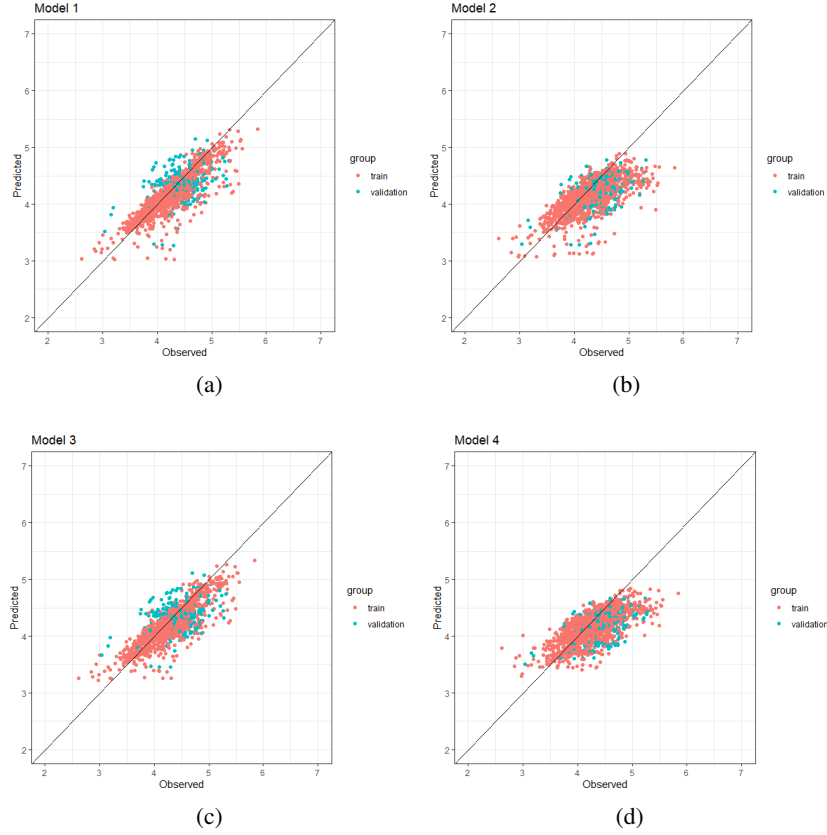 Model 1
7
6
5
4
3
2
Predicted
2 3 4 5 6 7
Observed
group
train
validation
(a)
Model 2
7
6
5
4
3
2
Predicted
2 3 4 5 6 7
Observed
group
train
validation
(b)
Model 3
7
6
5
4
3
2
Predicted
2 3 4 5 6 7
Observed
group
train
validation
(c)
Model 4
7
6
5
4
3
2
Predicted
2 3 4 5 6 7
Observed
group
train
validation
(d)